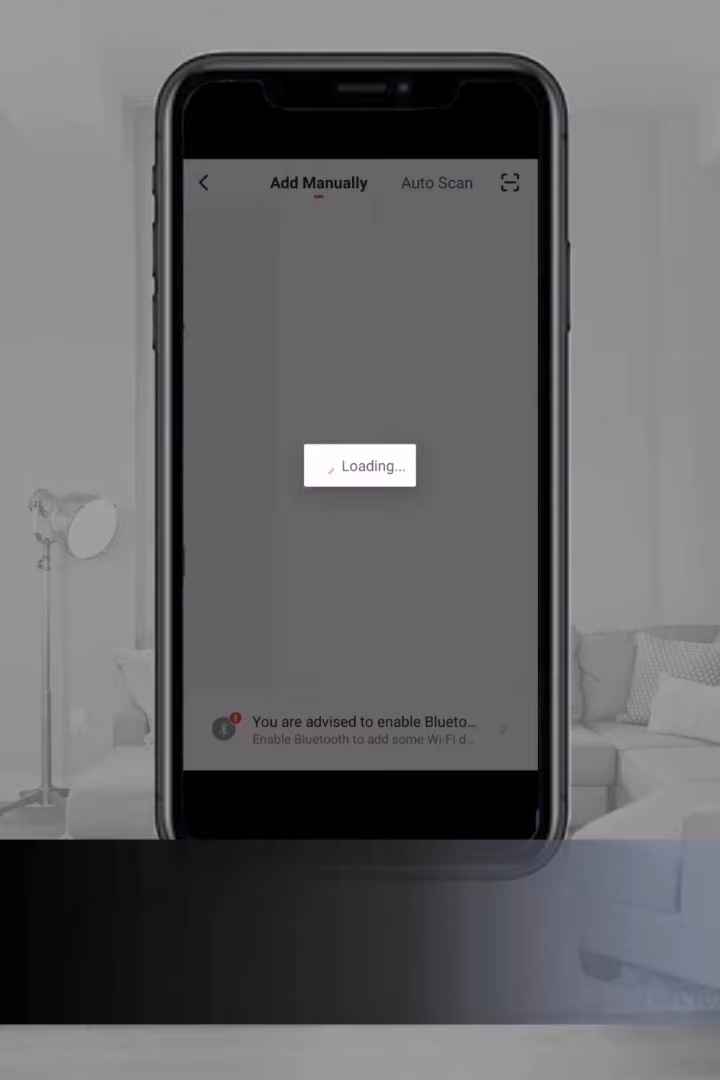 Add Manually Auto Scan
Loading...
You are advised to enable Blueto...
Enable Bluetooth to add some Wi-Fi d...